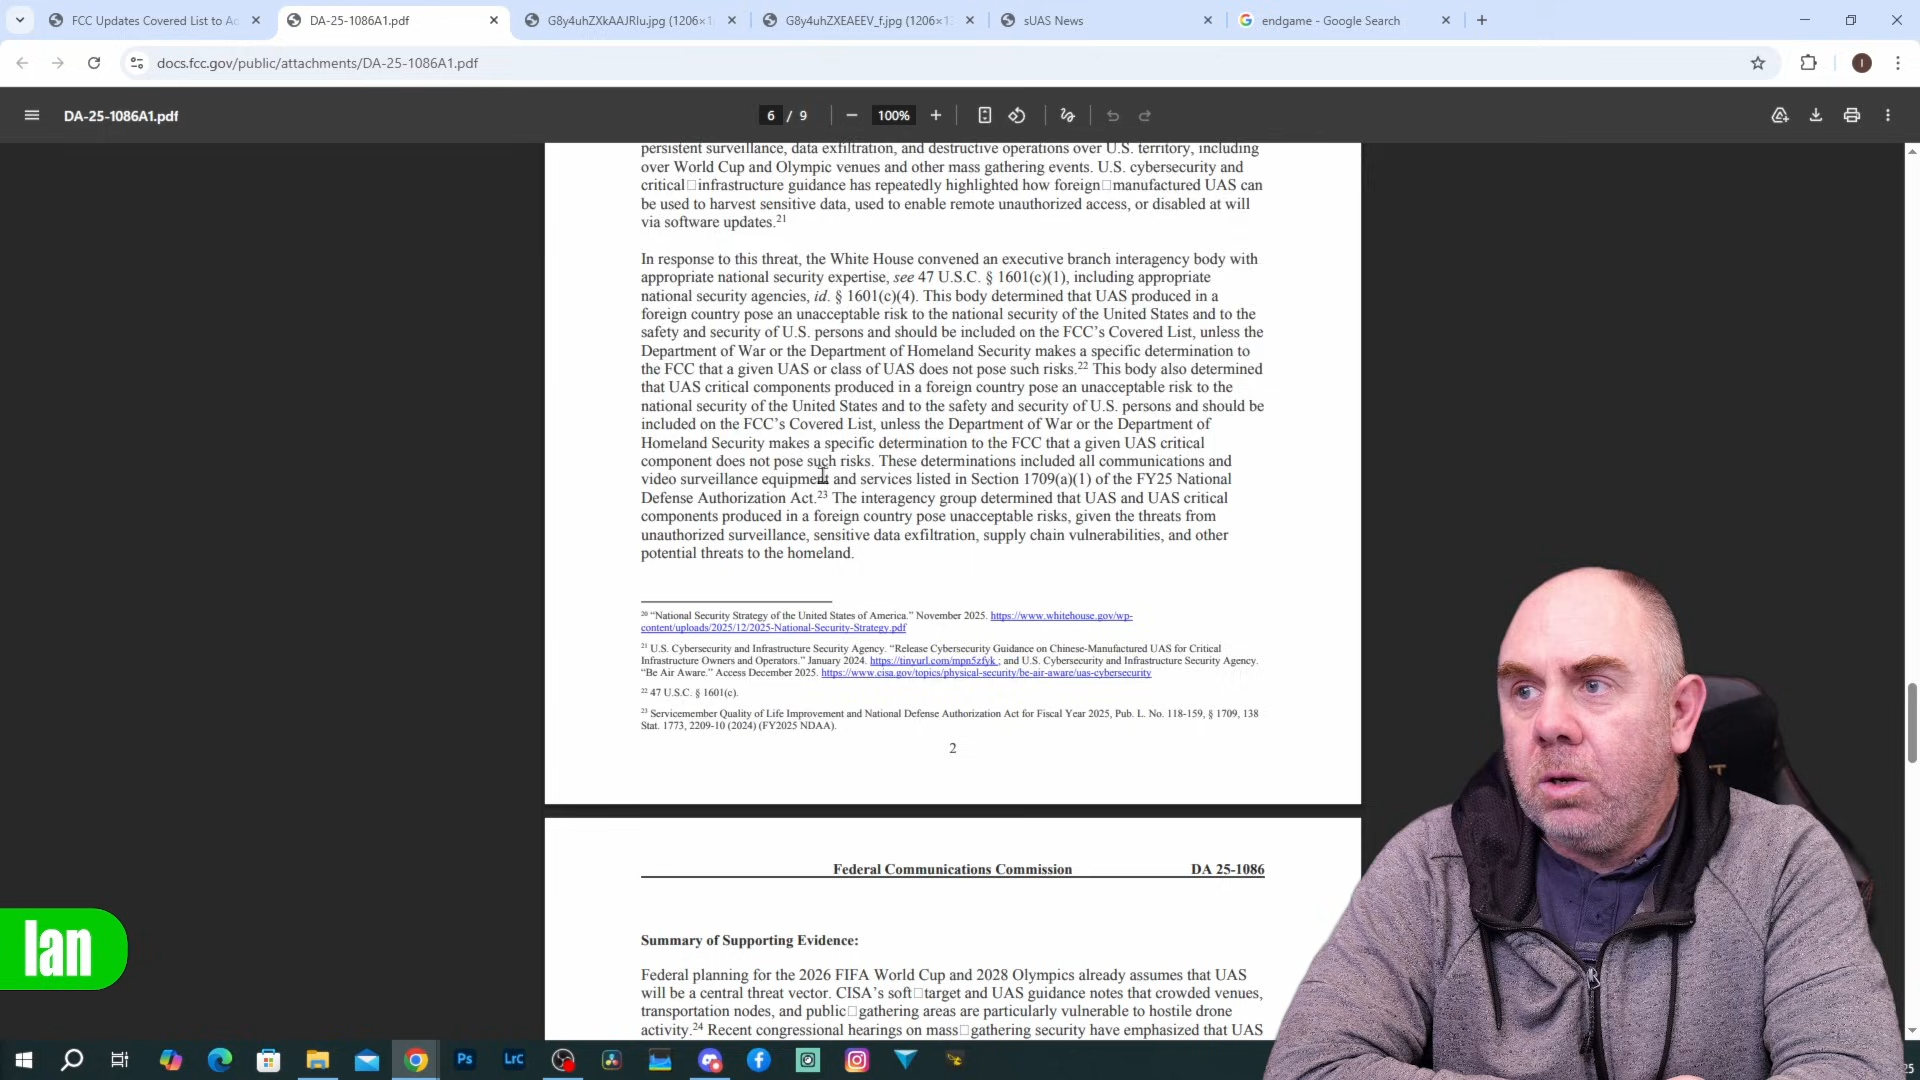 FCC Updates Covered List to Ad
DA-25-1086A1.pdf
G8y4uhZXkAAJRlu.jpg (1206×1
G8y4uhZXEAEEV_f.jpg (1206×1
sUAS News
endgame - Google Search
docs.fcc.gov/public/attachments/DA-25-1086A1.pdf
I
DA-25-1086A1.pdf
6 / 9
100%
persistent surveillance, data exfiltration, and destructive operations over U.S. territory, including
over World Cup and Olympic venues and other mass gathering events. U.S. cybersecurity and
critical□infrastructure guidance has repeatedly highlighted how foreign□manufactured UAS can
be used to harvest sensitive data, used to enable remote unauthorized access, or disabled at will
via software updates.21
In response to this threat, the White House convened an executive branch interagency body with
appropriate national security expertise, see 47 U.S.C. § 1601(c)(1), including appropriate
national security agencies, id. § 1601(c)(4). This body determined that UAS produced in a
foreign country pose an unacceptable risk to the national security of the United States and to the
safety and security of U.S. persons and should be included on the FCC’s Covered List, unless the
Department of War or the Department of Homeland Security makes a specific determination to
the FCC that a given UAS or class of UAS does not pose such risks.22 This body also determined
that UAS critical components produced in a foreign country pose an unacceptable risk to the
national security of the United States and to the safety and security of U.S. persons and should be
included on the FCC’s Covered List, unless the Department of War or the Department of
Homeland Security makes a specific determination to the FCC that a given UAS critical
component does not pose such risks. These determinations included all communications and
video surveillance equipment and services listed in Section 1709(a)(1) of the FY25 National
Defense Authorization Act.23 The interagency group determined that UAS and UAS critical
components produced in a foreign country pose unacceptable risks, given the threats from
unauthorized surveillance, sensitive data exfiltration, supply chain vulnerabilities, and other
potential threats to the homeland.
20 “National Security Strategy of the United States of America.” November 2025. https://www.whitehouse.gov/wp-
content/uploads/2025/12/2025-National-Security-Strategy.pdf
21 U.S. Cybersecurity and Infrastructure Security Agency. “Release Cybersecurity Guidance on Chinese-Manufactured UAS for Critical
Infrastructure Owners and Operators.” January 2024. https://tinyurl.com/mpn5zfyk ; and U.S. Cybersecurity and Infrastructure Security Agency.
“Be Air Aware.” Access December 2025. https://www.cisa.gov/topics/physical-security/be-air-aware/uas-cybersecurity
22 47 U.S.C. § 1601(c).
23 Servicemember Quality of Life Improvement and National Defense Authorization Act for Fiscal Year 2025, Pub. L. No. 118-159, § 1709, 138
Stat. 1773, 2209-10 (2024) (FY2025 NDAA).
2
Federal Communications Commission DA 25-1086
Summary of Supporting Evidence:
Federal planning for the 2026 FIFA World Cup and 2028 Olympics already assumes that UAS
will be a central threat vector. CISA’s soft□target and UAS guidance notes that crowded venues,
transportation nodes, and public□gathering areas are particularly vulnerable to hostile drone
activity.24 Recent congressional hearings on mass□gathering security have emphasized that UAS
Ian
Ps
Lrc
25